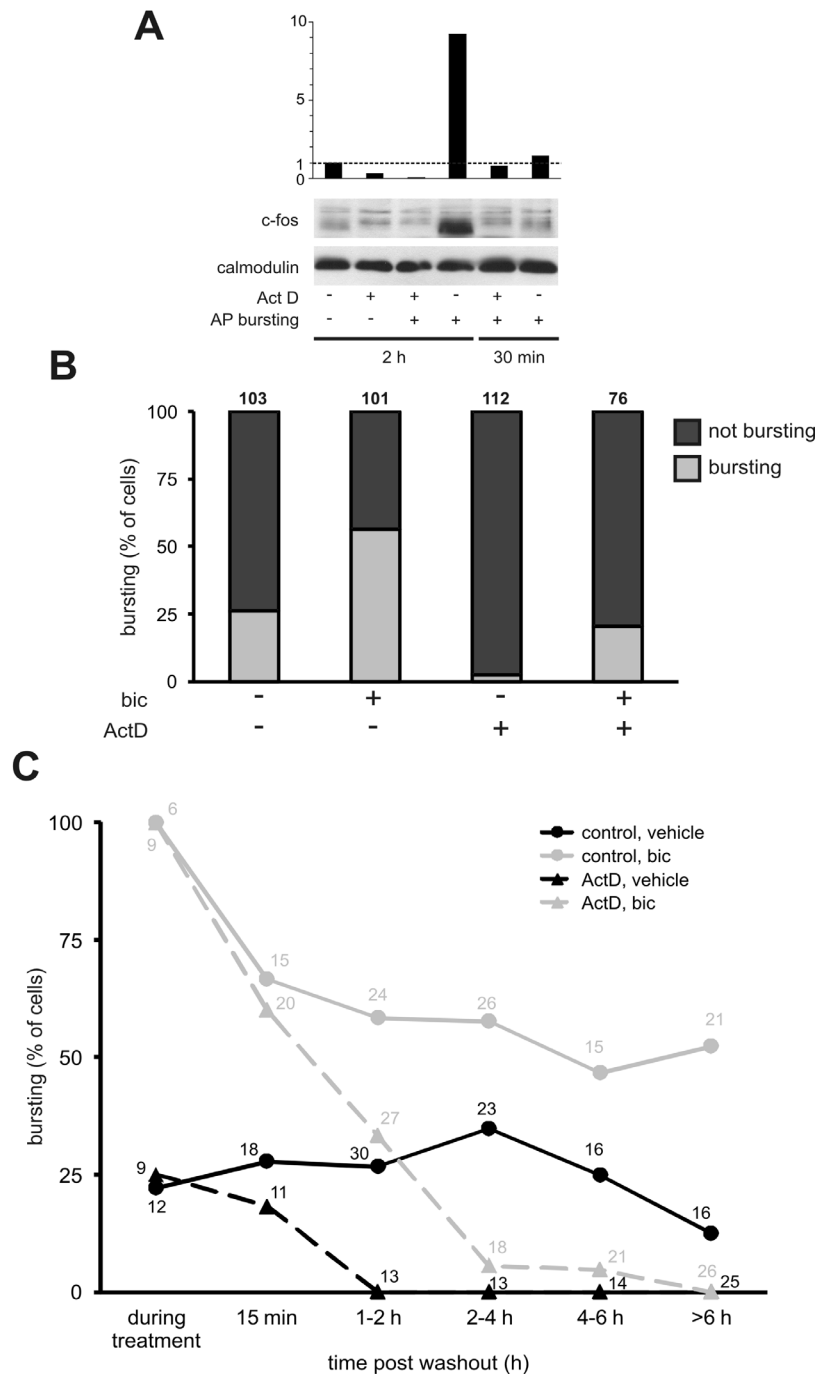 A
10
5
1
0
c-fos
calmodulin
Act D - + + - + -
AP bursting - - + + + +
2 h 30 min
B
103 101 112 76
100
75
50
25
0
bursting (% of cells)
not bursting
bursting
bic - + - +
ActD - - + +
C
100
75
50
25
0
bursting (% of cells)
control, vehicle
control, bic
ActD, vehicle
ActD, bic
6
9
15
20
24
27
26
18
15
21
21
26
9
12
18
11
30
13
23
13
16
14
16
25
during treatment 15 min 1-2 h 2-4 h 4-6 h >6 h
time post washout (h)